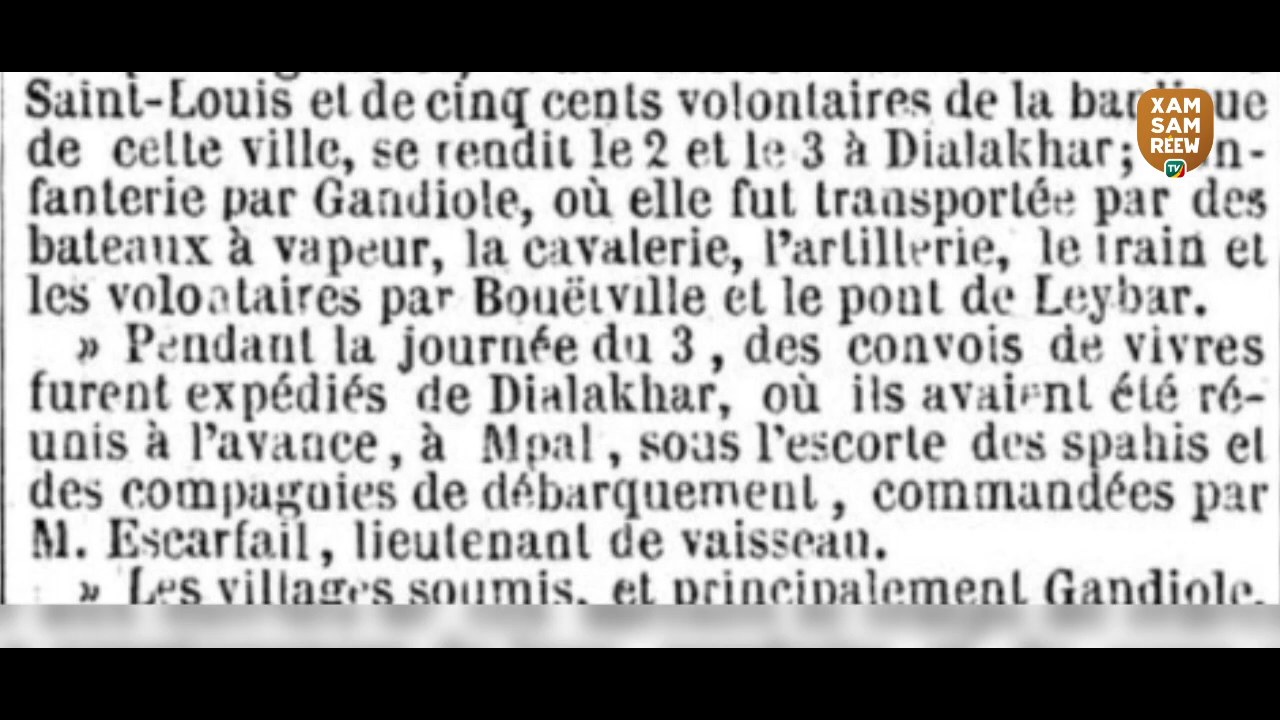 Saint-Louis et de cinq cents volontaires de la
de cette ville, se rendit le 2 et le 3 à Dialakhar;
fanterie par Gandiole, où elle fut transportée par des
bateaux à vapeur, la cavalerie, l'artillerie, le train et
les volontaires par Bouëtville et le pont de Leybar.
» Pendant la journée du 3, des convois de vivres
furent expédiés de Dialakhar, où ils avaient été ré-
unis à l'avance, à Mpal, sous l'escorte des spahis et
des compagnies de débarquement, commandées par
M. Escarfail, lieutenant de vaisseau.
» Les villages soumis, et principalement Gandiole,
XAM
SAM
REEW
TV